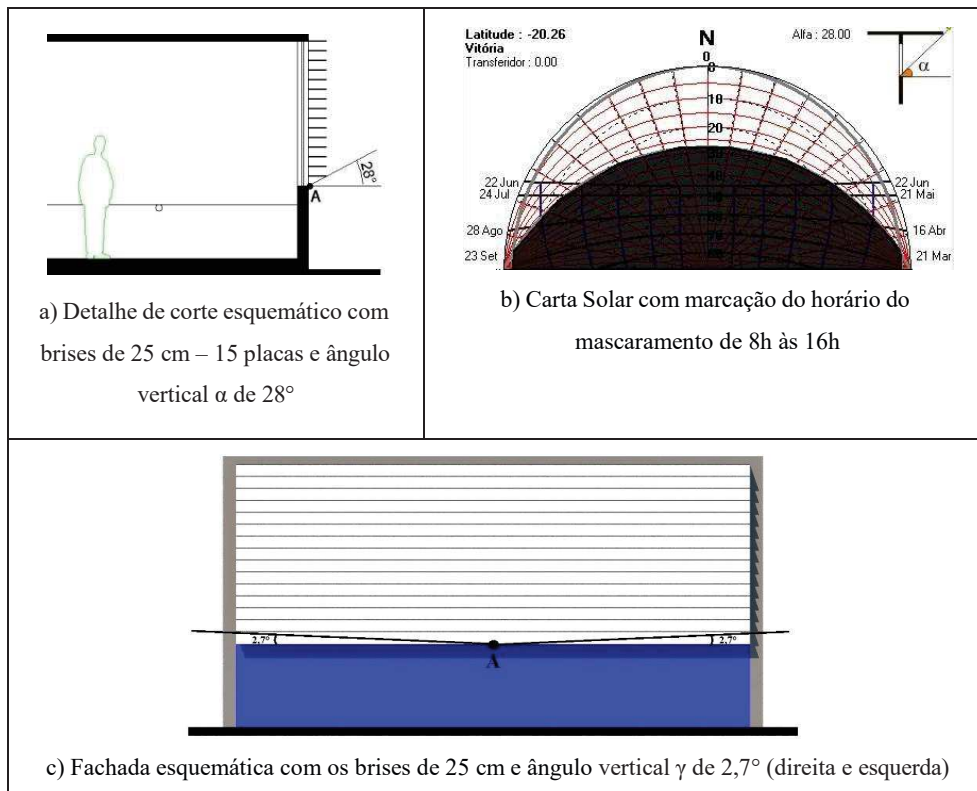 28°
A
a) Detalhe de corte esquemático com
brises de 25 cm – 15 placas e ângulo
vertical α de 28°
Latitude : -20.26
Vitória
Transferidor : 0.00
N
0
Alfa : 28.00
α
10
20
22 Jun
24 Jul
28 Ago
23 Set
22 Jun
21 Mai
16 Abr
21 Mar
b) Carta Solar com marcação do horário do
mascaramento de 8h às 16h
2,7°
2,7°
A
c) Fachada esquemática com os brises de 25 cm e ângulo vertical γ de 2,7° (direita e esquerda)